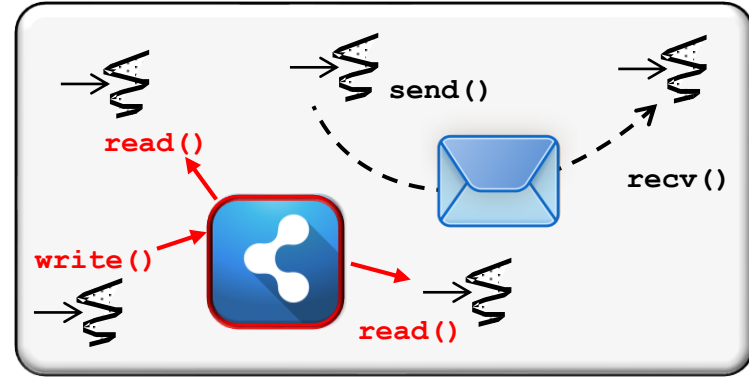 send()
read()
recv()
write()
read()